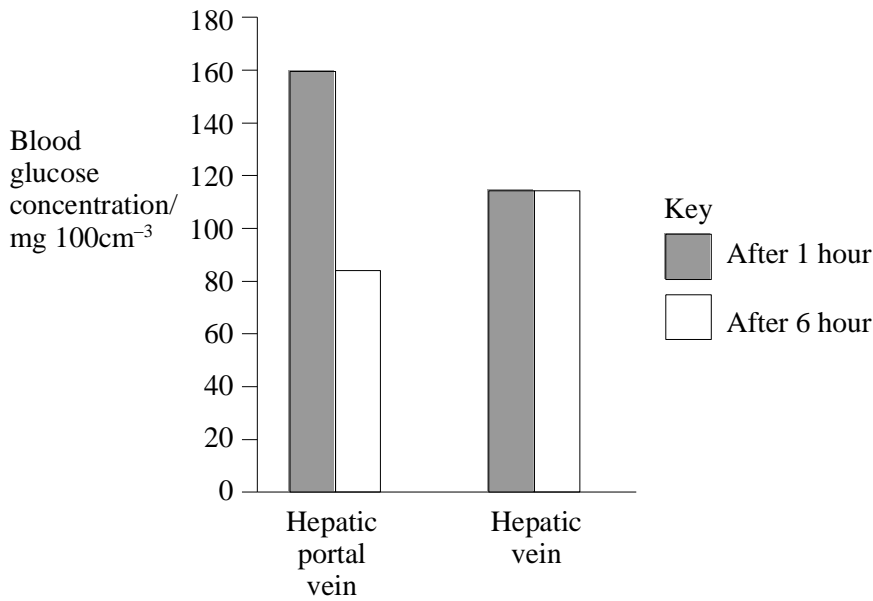 180
160
140
120
100
80
60
40
20
0
Blood
glucose
concentration/
mg 100cm⁻³
Hepatic
portal
vein
Hepatic
vein
Key
After 1 hour
After 6 hour